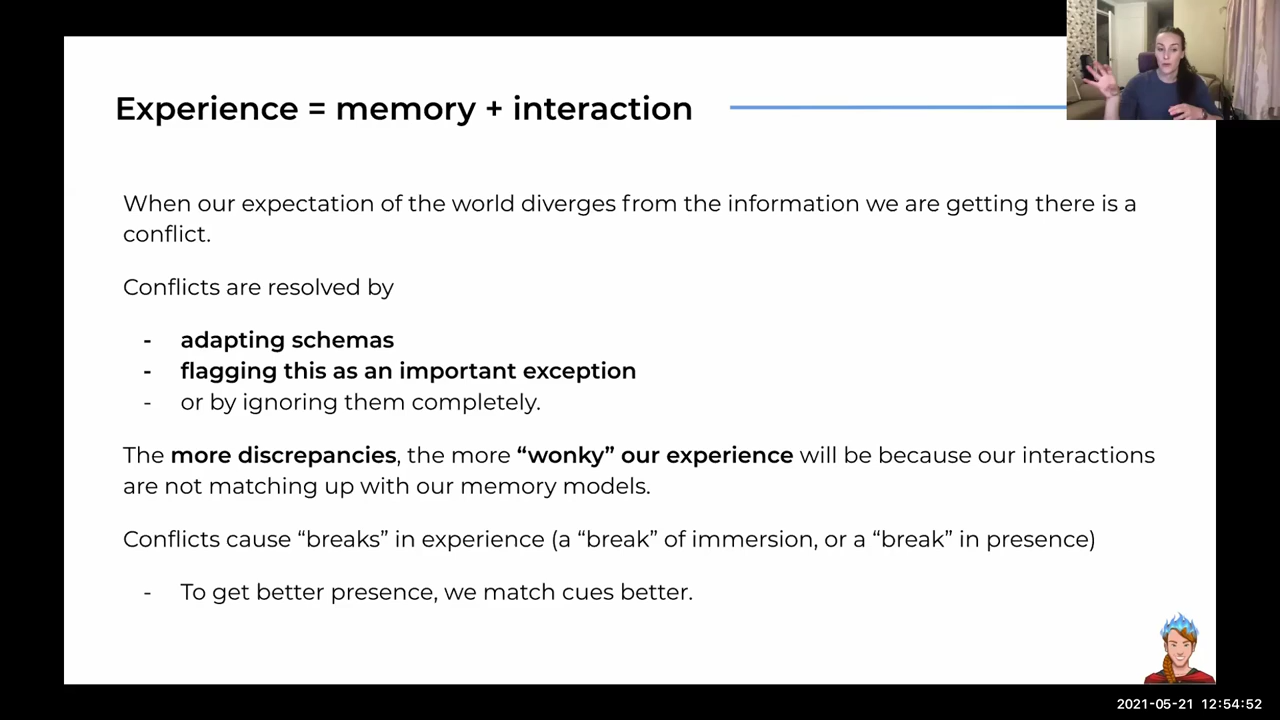 Experience = memory + interaction
When our expectation of the world diverges from the information we are getting there is a
conflict.
Conflicts are resolved by
- adapting schemas
- flagging this as an important exception
- or by ignoring them completely.
The more discrepancies, the more “wonky” our experience will be because our interactions
are not matching up with our memory models.
Conflicts cause “breaks” in experience (a “break” of immersion, or a “break” in presence)
- To get better presence, we match cues better.
2021-05-21 12:54:52